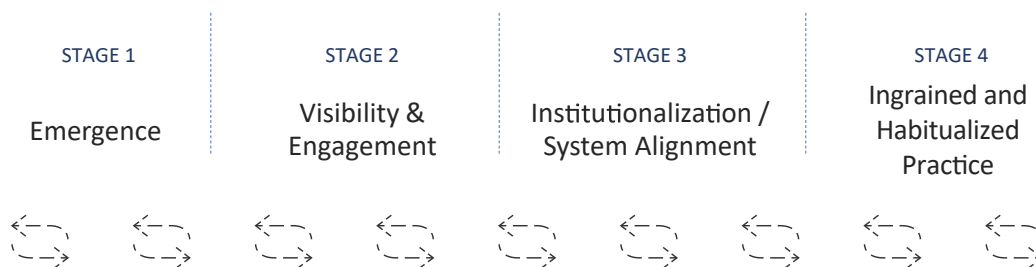 STAGE 1
Emergence
STAGE 2
Visibility &
Engagement
STAGE 3
Institutionalization /
System Alignment
STAGE 4
Ingrained and
Habitualized
Practice